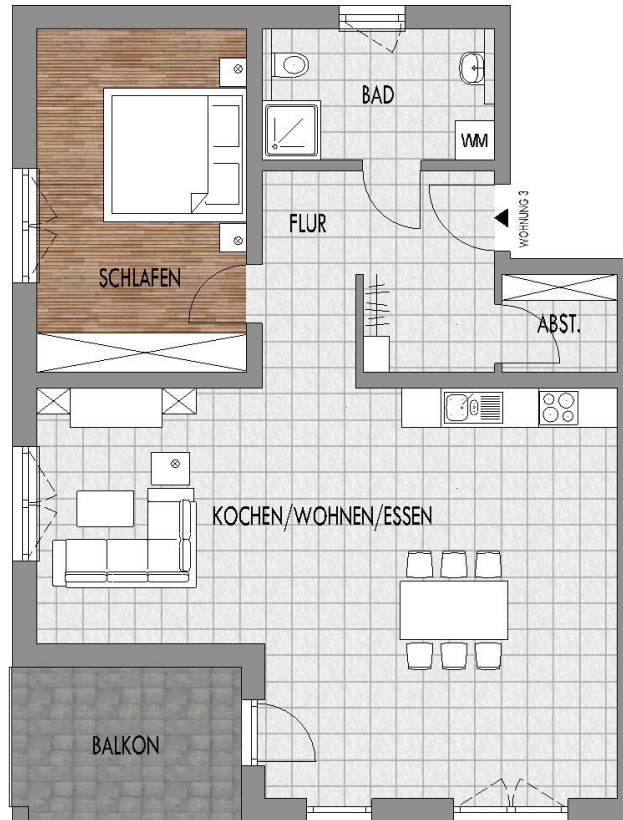 BAD
WM
FLUR
WOHNUNG 3
SCHLAFEN
ABST.
KOCHEN/WOHNEN/ESSEN
BALKON